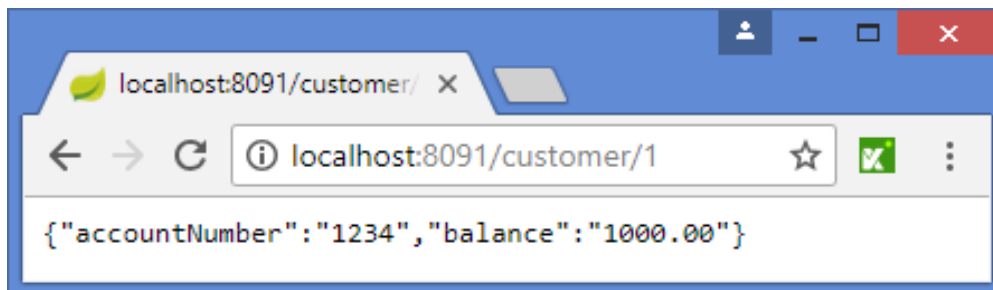 localhost:8091/customer/
localhost:8091/customer/1
{"accountNumber":"1234","balance":"1000.00"}